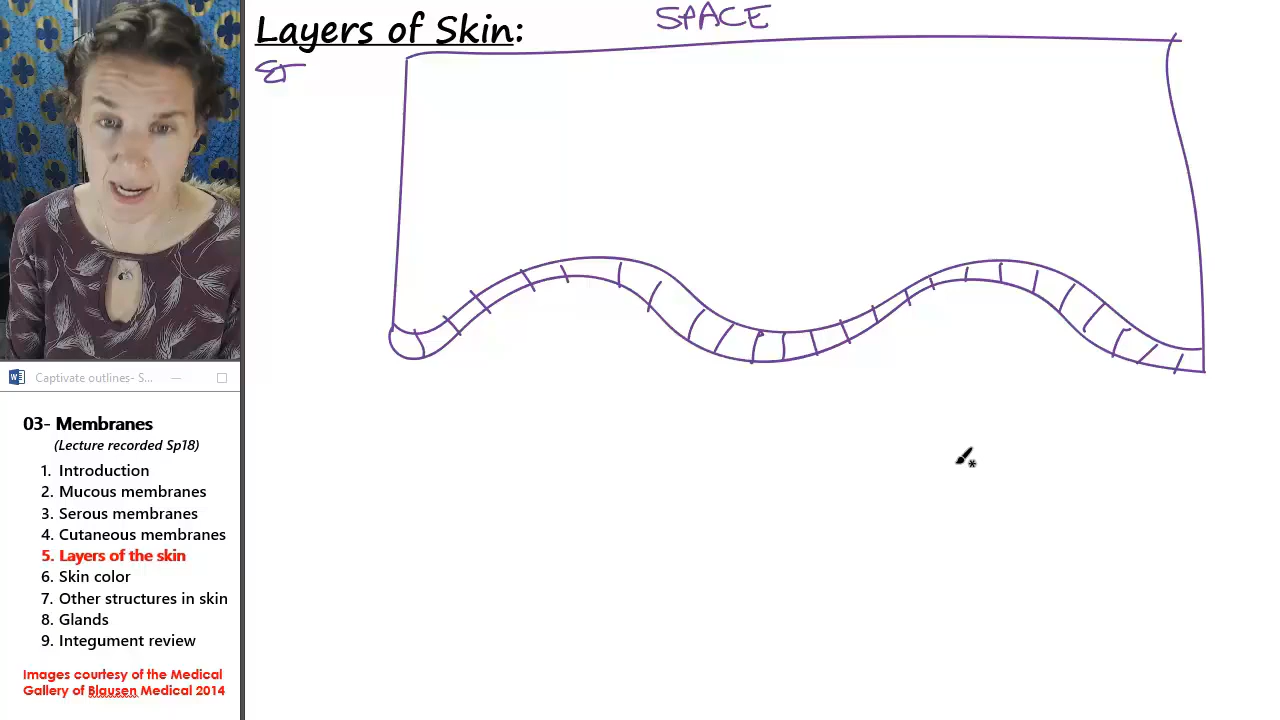 Layers of Skin:
SPACE
ET
Captivate outlines- S...
03- Membranes
(Lecture recorded Sp18)
1. Introduction
2. Mucous membranes
3. Serous membranes
4. Cutaneous membranes
5. Layers of the skin
6. Skin color
7. Other structures in skin
8. Glands
9. Integument review
Images courtesy of the Medical
Gallery of Blausen Medical 2014